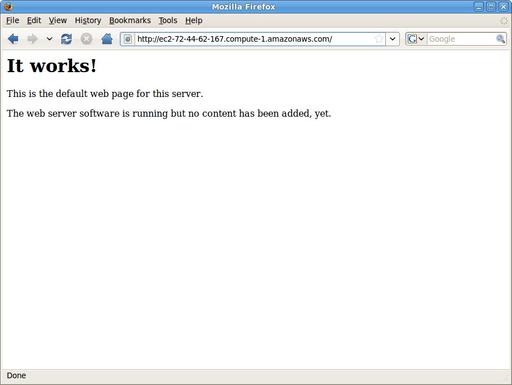 Mozilla Firefox
File Edit View History Bookmarks Tools Help
http://ec2-72-44-62-167.compute-1.amazonaws.com/ Google
It works!
This is the default web page for this server.
The web server software is running but no content has been added, yet.
Done